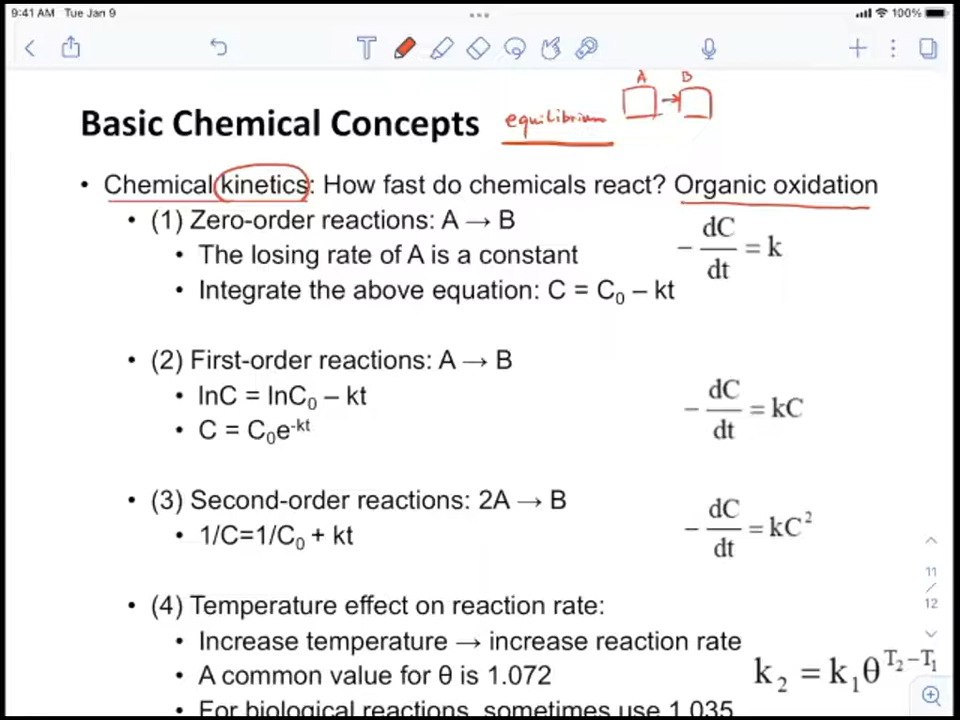 9:41 AM Tue Jan 9
100%
A B
Basic Chemical Concepts equilibrium
• Chemical kinetics: How fast do chemicals react? Organic oxidation
• (1) Zero-order reactions: A → B
• The losing rate of A is a constant
− dC/dt = k
• Integrate the above equation: C = C₀ – kt
• (2) First-order reactions: A → B
• lnC = lnC₀ – kt
− dC/dt = kC
• C = C₀e^-kt
• (3) Second-order reactions: 2A → B
• 1/C=1/C₀ + kt
− dC/dt = kC²
11
/
12
• (4) Temperature effect on reaction rate:
• Increase temperature → increase reaction rate
• A common value for θ is 1.072
k₂ = k₁θ^T₂−T₁
• For biological reactions, sometimes use 1.035